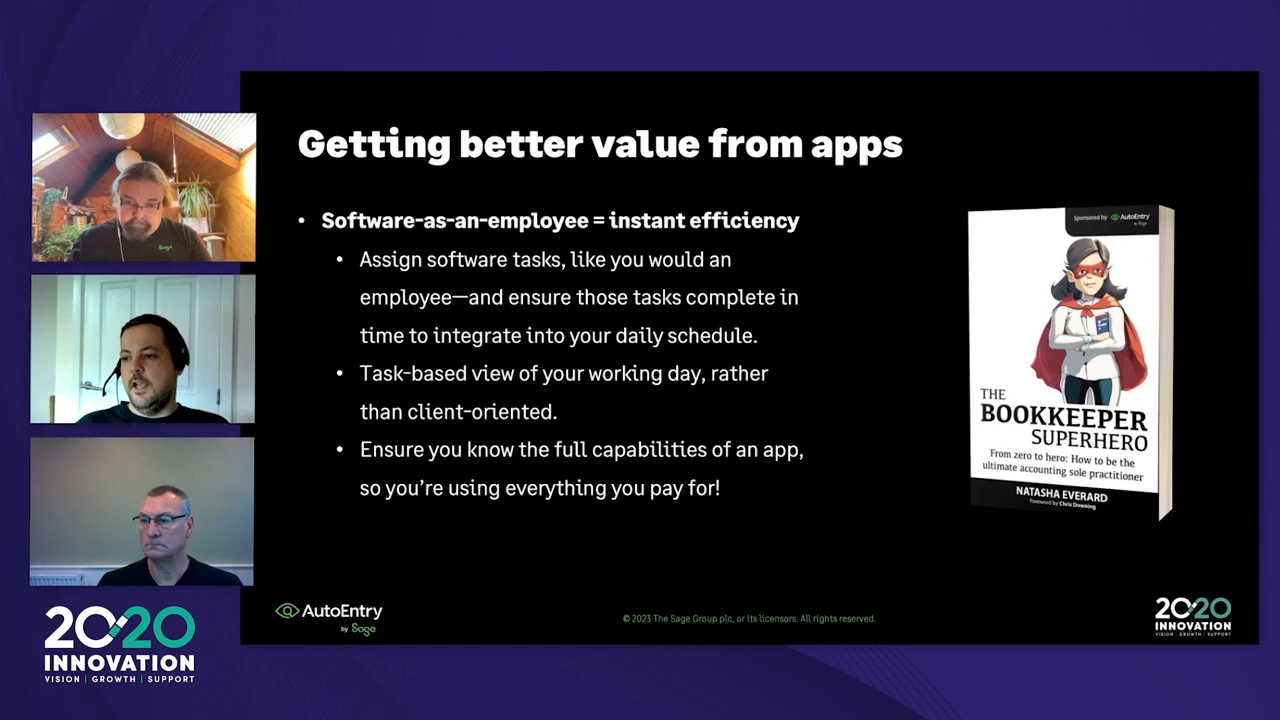 Getting better value from apps
• Software-as-an-employee = instant efficiency
• Assign software tasks, like you would an
employee—and ensure those tasks complete in
time to integrate into your daily schedule.
• Task-based view of your working day, rather
than client-oriented.
• Ensure you know the full capabilities of an app,
so you’re using everything you pay for!
Sponsored by AutoEntry
by Sage
THE
BOOKKEEPER
SUPERHERO
From zero to hero: How to be the
ultimate accounting sole practitioner
NATASHA EVERARD
Foreword by Chris Downing
Sage
AutoEntry
by Sage
© 2023 The Sage Group plc, or its licensors. All rights reserved.
2020
INNOVATION
VISION | GROWTH | SUPPORT
2020
INNOVATION
VISION | GROWTH | SUPPORT